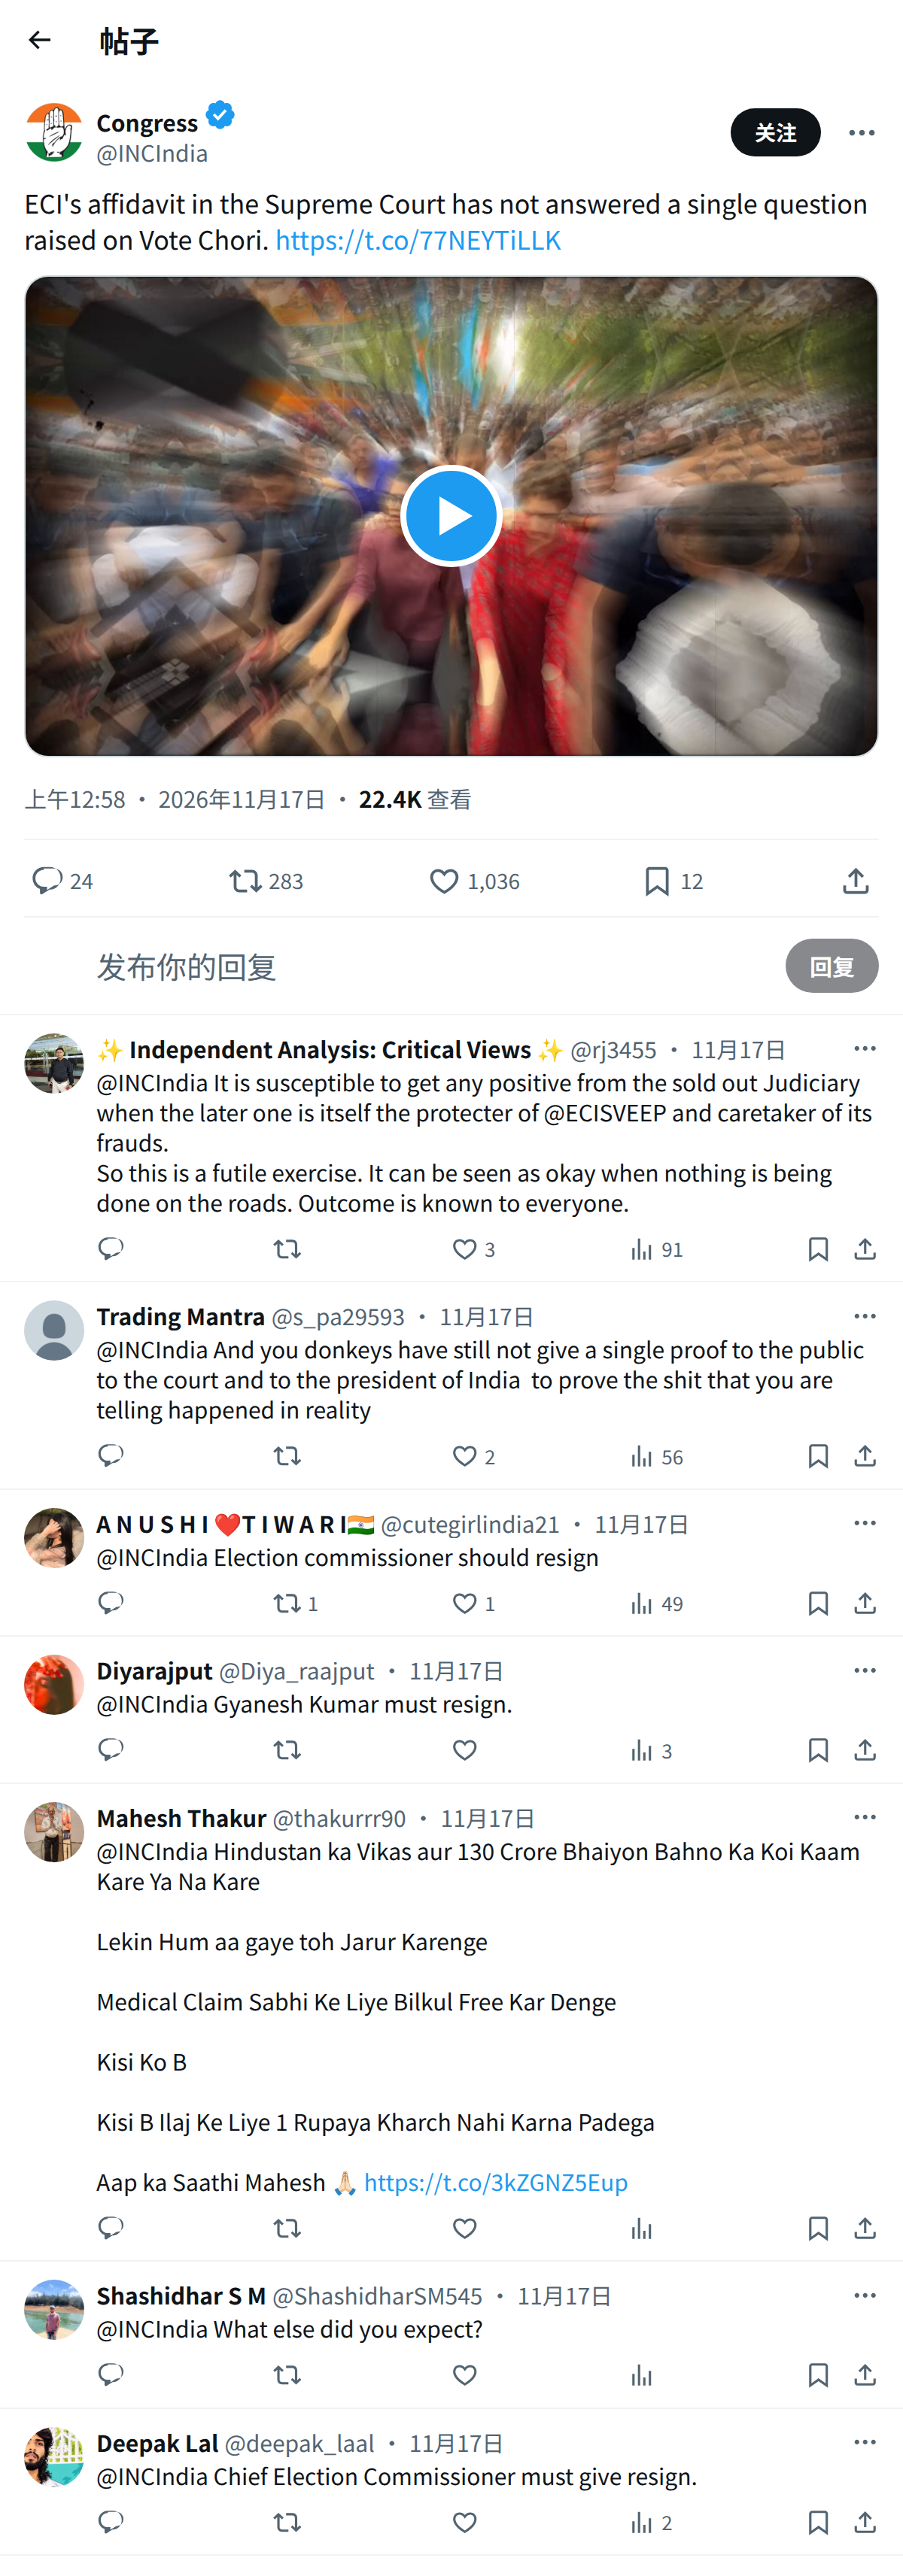 帖子
Congress
@INCIndia
关注
ECI's affidavit in the Supreme Court has not answered a single question
raised on Vote Chori. https://t.co/77NEYTiLLK
上午12:58 · 2026年11月17日 · 22.4K 查看
24 283 1,036 12
发布你的回复
回复
✨ Independent Analysis: Critical Views ✨ @rj3455 · 11月17日
@INCIndia It is susceptible to get any positive from the sold out Judiciary
when the later one is itself the protecter of @ECISVEEP and caretaker of its
frauds.
So this is a futile exercise. It can be seen as okay when nothing is being
done on the roads. Outcome is known to everyone.
3 91
Trading Mantra @s_pa29593 · 11月17日
@INCIndia And you donkeys have still not give a single proof to the public
to the court and to the president of India  to prove the shit that you are
telling happened in reality
2 56
A N U S H I ❤️T I W A R I🇮🇳 @cutegirlindia21 · 11月17日
@INCIndia Election commissioner should resign
1 1 49
Diyarajput @Diya_raajput · 11月17日
@INCIndia Gyanesh Kumar must resign.
3
Mahesh Thakur @thakurrr90 · 11月17日
@INCIndia Hindustan ka Vikas aur 130 Crore Bhaiyon Bahno Ka Koi Kaam
Kare Ya Na Kare
Lekin Hum aa gaye toh Jarur Karenge
Medical Claim Sabhi Ke Liye Bilkul Free Kar Denge
Kisi Ko B
Kisi B Ilaj Ke Liye 1 Rupaya Kharch Nahi Karna Padega
Aap ka Saathi Mahesh 🙏🏻 https://t.co/3kZGNZ5Eup
Shashidhar S M @ShashidharSM545 · 11月17日
@INCIndia What else did you expect?
Deepak Lal @deepak_laal · 11月17日
@INCIndia Chief Election Commissioner must give resign.
2